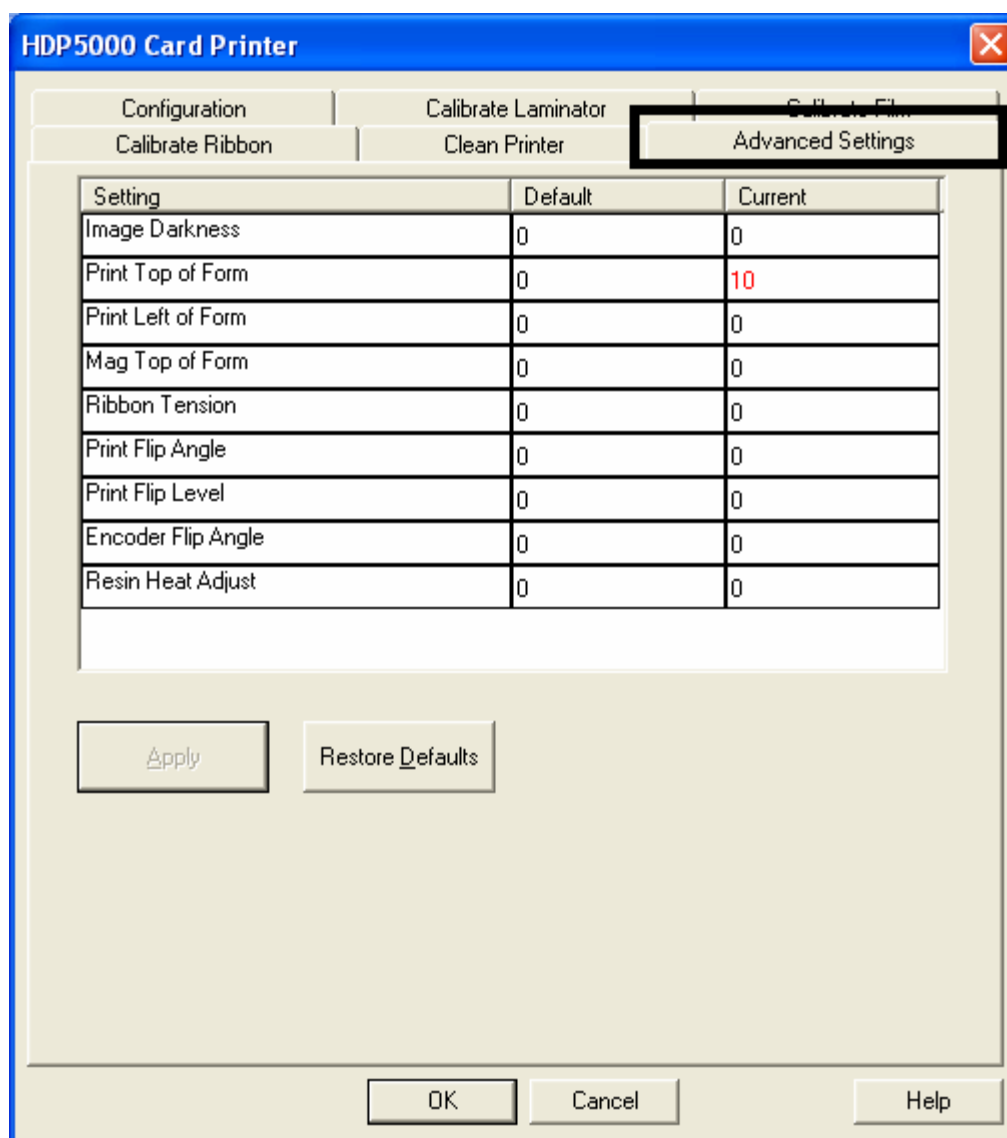 HDP5000 Card Printer
Configuration Calibrate Laminator Calibrate Film
Calibrate Ribbon Clean Printer Advanced Settings
Setting Default Current
Image Darkness 0 0
Print Top of Form 0 10
Print Left of Form 0 0
Mag Top of Form 0 0
Ribbon Tension 0 0
Print Flip Angle 0 0
Print Flip Level 0 0
Encoder Flip Angle 0 0
Resin Heat Adjust 0 0
Apply Restore Defaults
OK Cancel Help